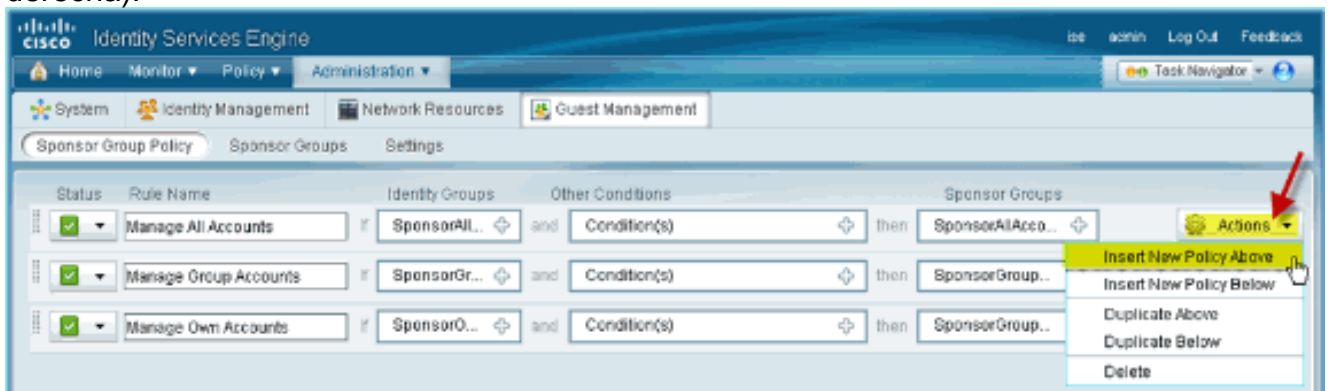 derecha).
cisco Identity Services Engine ise admin Log Out Feedback
Home Monitor Policy Administration Task Navigator
System Identity Management Network Resources Guest Management
Sponsor Group Policy Sponsor Groups Settings
Status Rule Name Identity Groups Other Conditions Sponsor Groups
Manage All Accounts If SponsorAll... and Condition(s) then SponsorAllAcco... Actions
Insert New Policy Above
Manage Group Accounts If SponsorGr... and Condition(s) then SponsorGroup...
Insert New Policy Below
Duplicate Above
Manage Own Accounts If SponsorO... and Condition(s) then SponsorGroup...
Duplicate Below
Delete